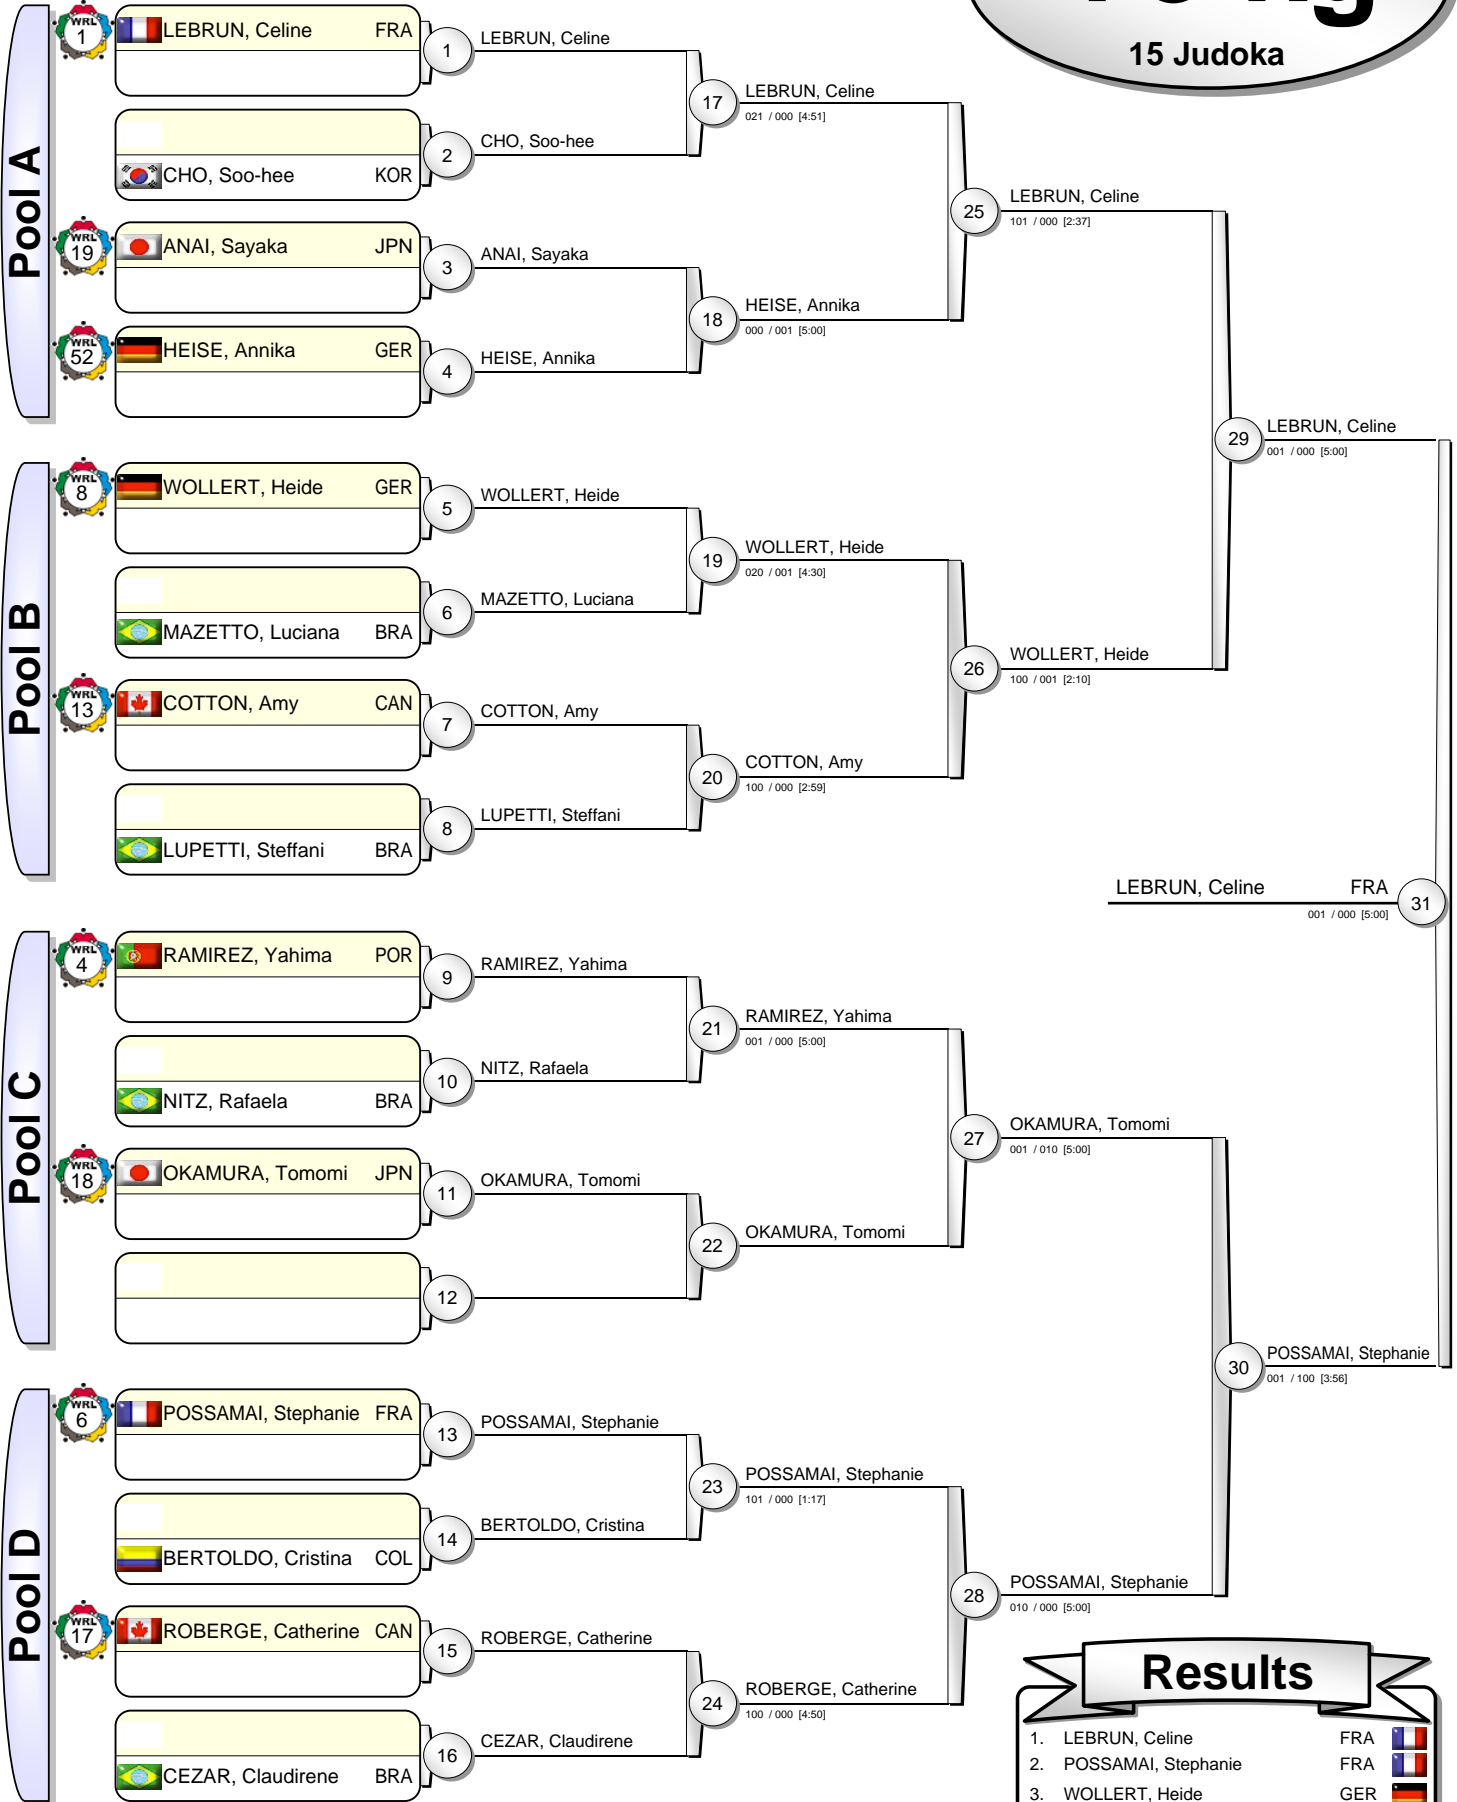 15 Judoka
Pool A
WRL 1 LEBRUN, Celine FRA
CHO, Soo-hee KOR
WRL 19 ANAI, Sayaka JPN
WRL 52 HEISE, Annika GER
1 LEBRUN, Celine
2 CHO, Soo-hee
3 ANAI, Sayaka
4 HEISE, Annika
17 LEBRUN, Celine
021 / 000 [4:51]
18 HEISE, Annika
000 / 001 [5:00]
25 LEBRUN, Celine
101 / 000 [2:37]
Pool B
WRL 8 WOLLERT, Heide GER
MAZETTO, Luciana BRA
WRL 13 COTTON, Amy CAN
LUPETTI, Steffani BRA
5 WOLLERT, Heide
6 MAZETTO, Luciana
7 COTTON, Amy
8 LUPETTI, Steffani
19 WOLLERT, Heide
020 / 001 [4:30]
20 COTTON, Amy
100 / 000 [2:59]
26 WOLLERT, Heide
100 / 001 [2:10]
29 LEBRUN, Celine
001 / 000 [5:00]
LEBRUN, Celine FRA 31
001 / 000 [5:00]
Pool C
WRL 4 RAMIREZ, Yahima POR
NITZ, Rafaela BRA
WRL 18 OKAMURA, Tomomi JPN
9 RAMIREZ, Yahima
10 NITZ, Rafaela
11 OKAMURA, Tomomi
12
21 RAMIREZ, Yahima
001 / 000 [5:00]
22 OKAMURA, Tomomi
27 OKAMURA, Tomomi
001 / 010 [5:00]
Pool D
WRL 6 POSSAMAI, Stephanie FRA
BERTOLDO, Cristina COL
WRL 17 ROBERGE, Catherine CAN
CEZAR, Claudirene BRA
13 POSSAMAI, Stephanie
14 BERTOLDO, Cristina
15 ROBERGE, Catherine
16 CEZAR, Claudirene
23 POSSAMAI, Stephanie
101 / 000 [1:17]
24 ROBERGE, Catherine
100 / 000 [4:50]
28 POSSAMAI, Stephanie
010 / 000 [5:00]
30 POSSAMAI, Stephanie
001 / 100 [3:56]
Results
1. LEBRUN, Celine FRA
2. POSSAMAI, Stephanie FRA
3. WOLLERT, Heide GER